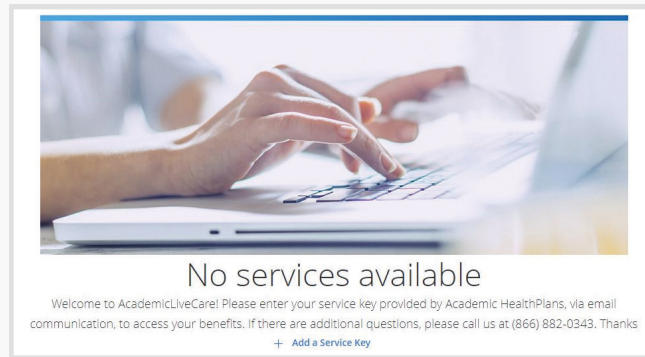 No services available
Welcome to AcademicLiveCare! Please enter your service key provided by Academic HealthPlans, via email
communication, to access your benefits. If there are additional questions, please call us at (866) 882-0343. Thanks
+ Add a Service Key